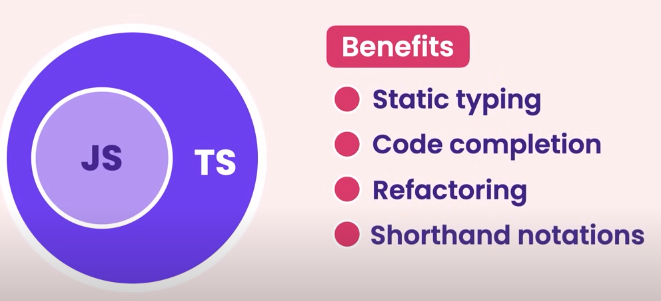 JS
TS
Benefits
Static typing
Code completion
Refactoring
Shorthand notations